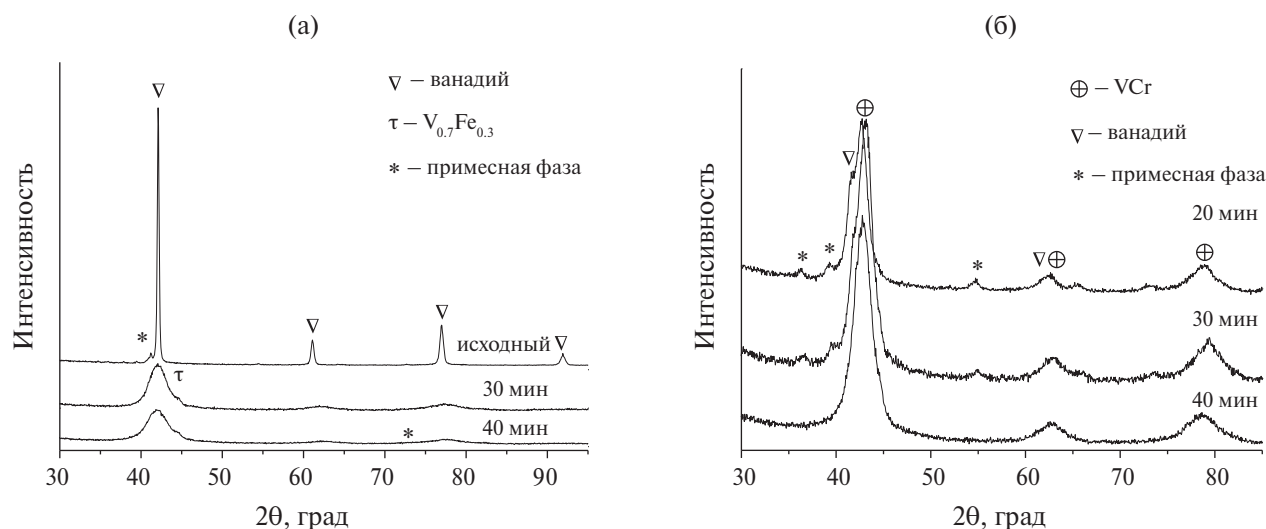 (а)
∇ – ванадий
τ – V0.7Fe0.3
* – примесная фаза
Интенсивность
∇
*
∇
∇
исходный ∇
τ
30 мин
40 мин
*
30 40 50 60 70 80 90
2θ, град
(б)
⊕ – VCr
∇ – ванадий
* – примесная фаза
Интенсивность
⊕
∇
20 мин
* * * ∇ ⊕ ⊕
30 мин
40 мин
30 40 50 60 70 80
2θ, град